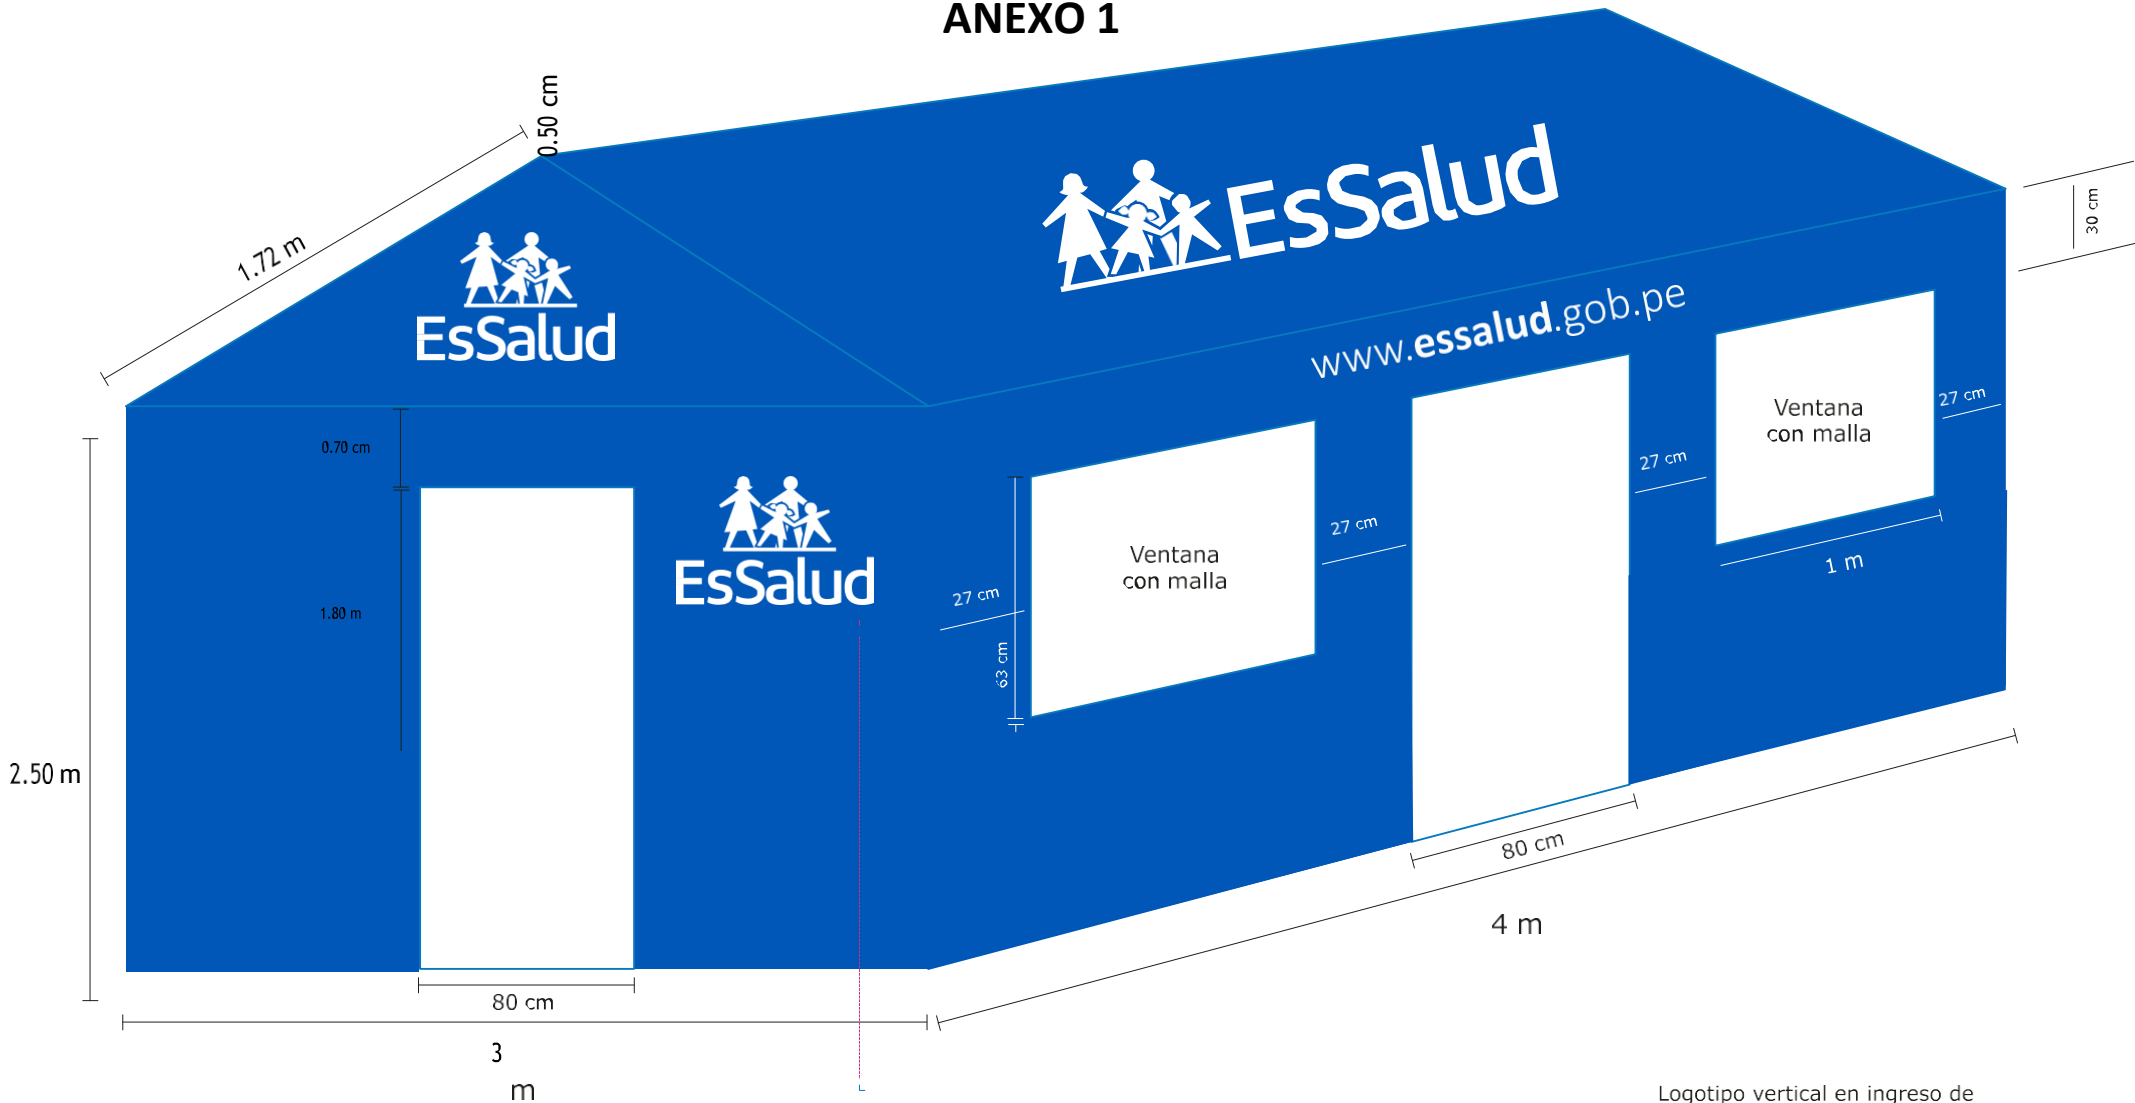 ANEXO 1
0.50 cm
1.72 m
EsSalud
EsSalud
30 cm
www.essalud.gob.pe
Ventana
con malla
27 cm
0.70 cm
27 cm
EsSalud
27 cm
Ventana
con malla
1 m
27 cm
1.80 m
63 cm
2.50 m
80 cm
4 m
80 cm
3
m
Logotipo vertical en ingreso de